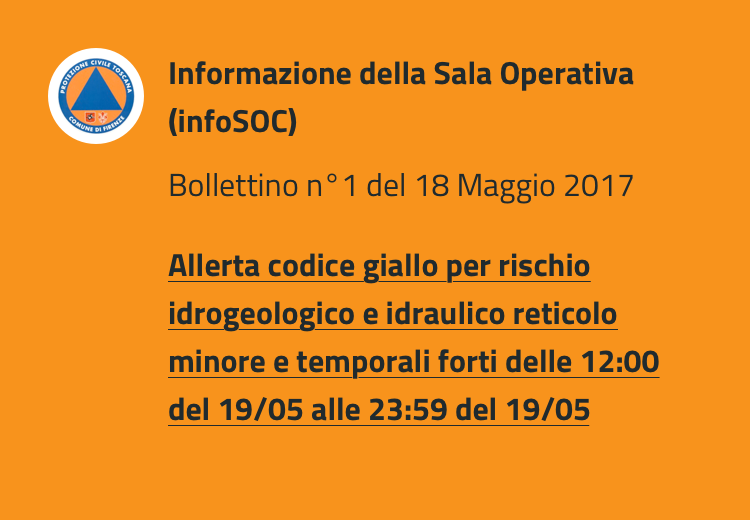 PROTEZIONE CIVILE TOSCANA
COMUNE DI FIRENZE
Informazione della Sala Operativa
(infoSOC)
Bollettino n°1 del 18 Maggio 2017
Allerta codice giallo per rischio
idrogeologico e idraulico reticolo
minore e temporali forti delle 12:00
del 19/05 alle 23:59 del 19/05